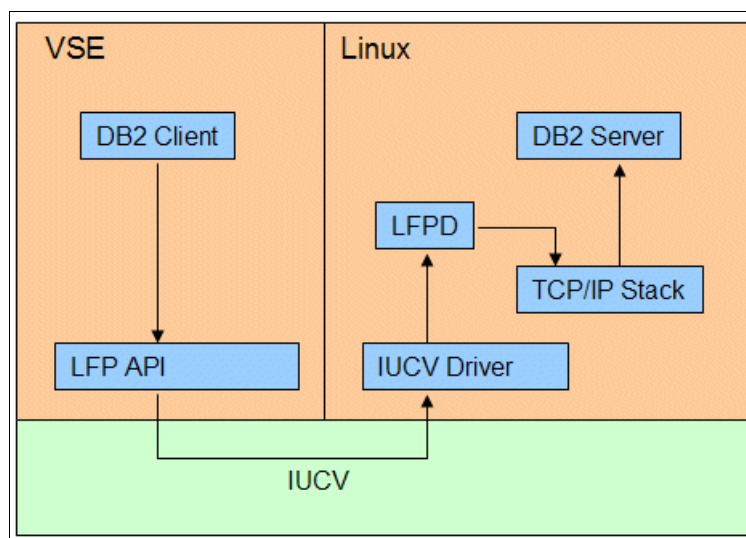 VSE
Linux
DB2 Client
DB2 Server
LFPD
TCP/IP Stack
LFP API
IUCV Driver
IUCV